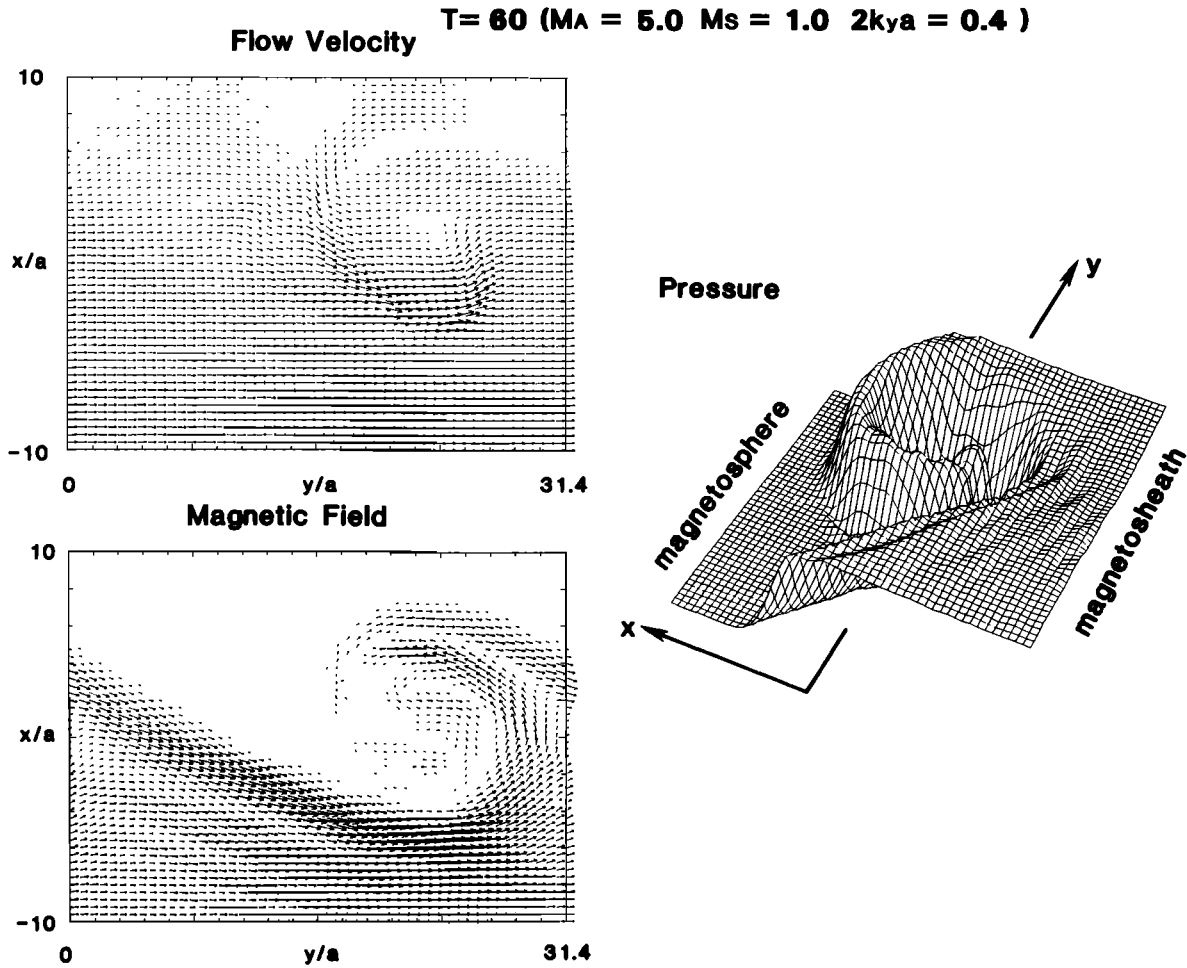 T= 60 (MA = 5.0 Ms = 1.0 2kya = 0.4 )
Flow Velocity
10
x/a
-10
0
y/a
31.4
Magnetic Field
10
x/a
-10
0
y/a
31.4
Pressure
y
magnetosphere
magnetosheath
x